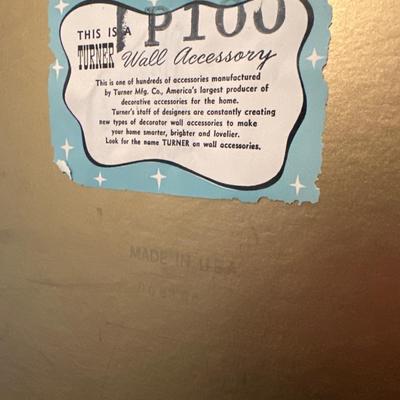 TP100
THIS IS A
TURNER Wall Accessory
This is one of hundreds of accessories manufactured
by Turner Mfg. Co., America's largest producer of
decorative accessories for the home.
Turner's staff of designers are constantly creating
new types of decorator wall accessories to make
your home smarter, brighter and lovelier.
Look for the name TURNER on wall accessories.
MADE IN USA